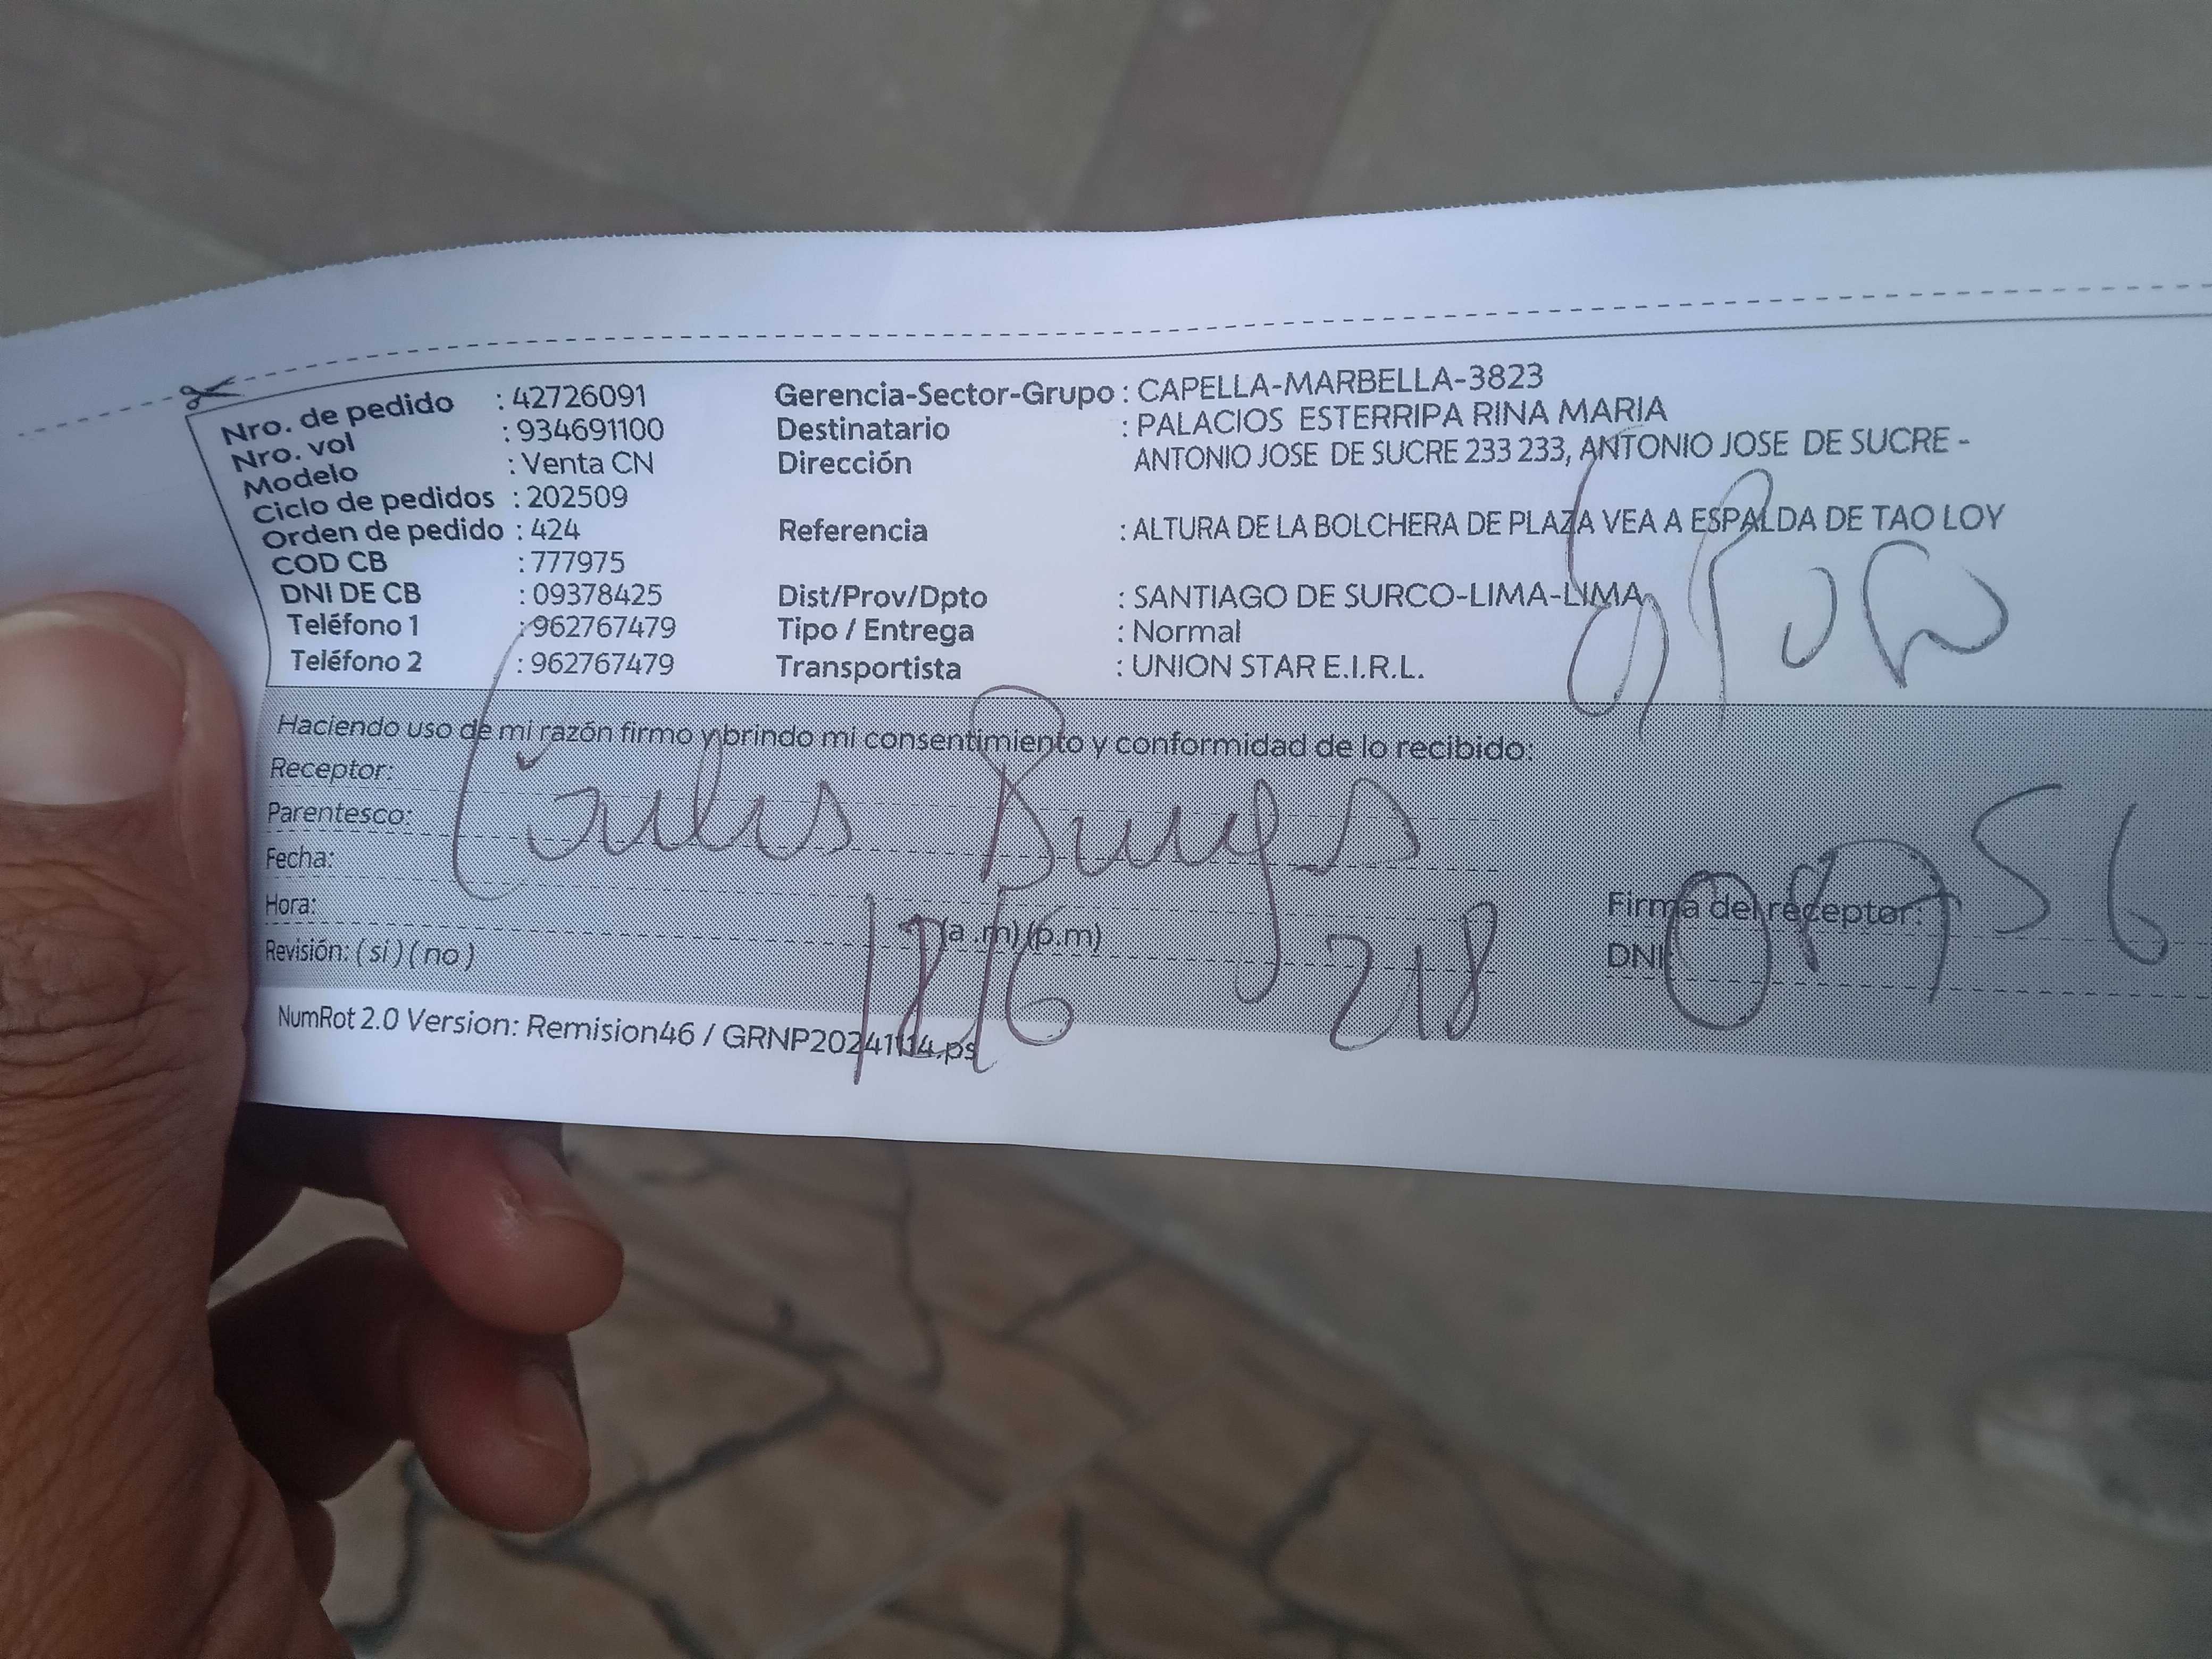 Nro. de pedido : 42726091
Nro. vol : 934691100
Modelo : Venta CN
Ciclo de pedidos : 202509
Orden de pedido : 424
COD CB : 777975
DNI DE CB : 09378425
Teléfono 1 : 962767479
Teléfono 2 : 962767479
Gerencia-Sector-Grupo : CAPELLA-MARBELLA-3823
Destinatario : PALACIOS ESTERRIPA RINA MARIA
Dirección ANTONIO JOSE DE SUCRE 233 233, ANTONIO JOSE DE SUCRE -
Referencia : ALTURA DE LA BOLCHERA DE PLAZA VEA A ESPALDA DE TAO LOY
Dist/Prov/Dpto : SANTIAGO DE SURCO-LIMA-LIMA
Tipo / Entrega : Normal
Transportista : UNION STAR E.I.R.L.
Haciendo uso de mi razón firmo y brindo mi consentimiento y conformidad de lo recibido:
Receptor:
Parentesco:
Fecha:
Hora: (a.m) (p.m)
Revisión: ( si ) ( no )
218
Firma del receptor:
DNI
56
NumRot 2.0 Version: Remision46 / GRNP20241114.ps